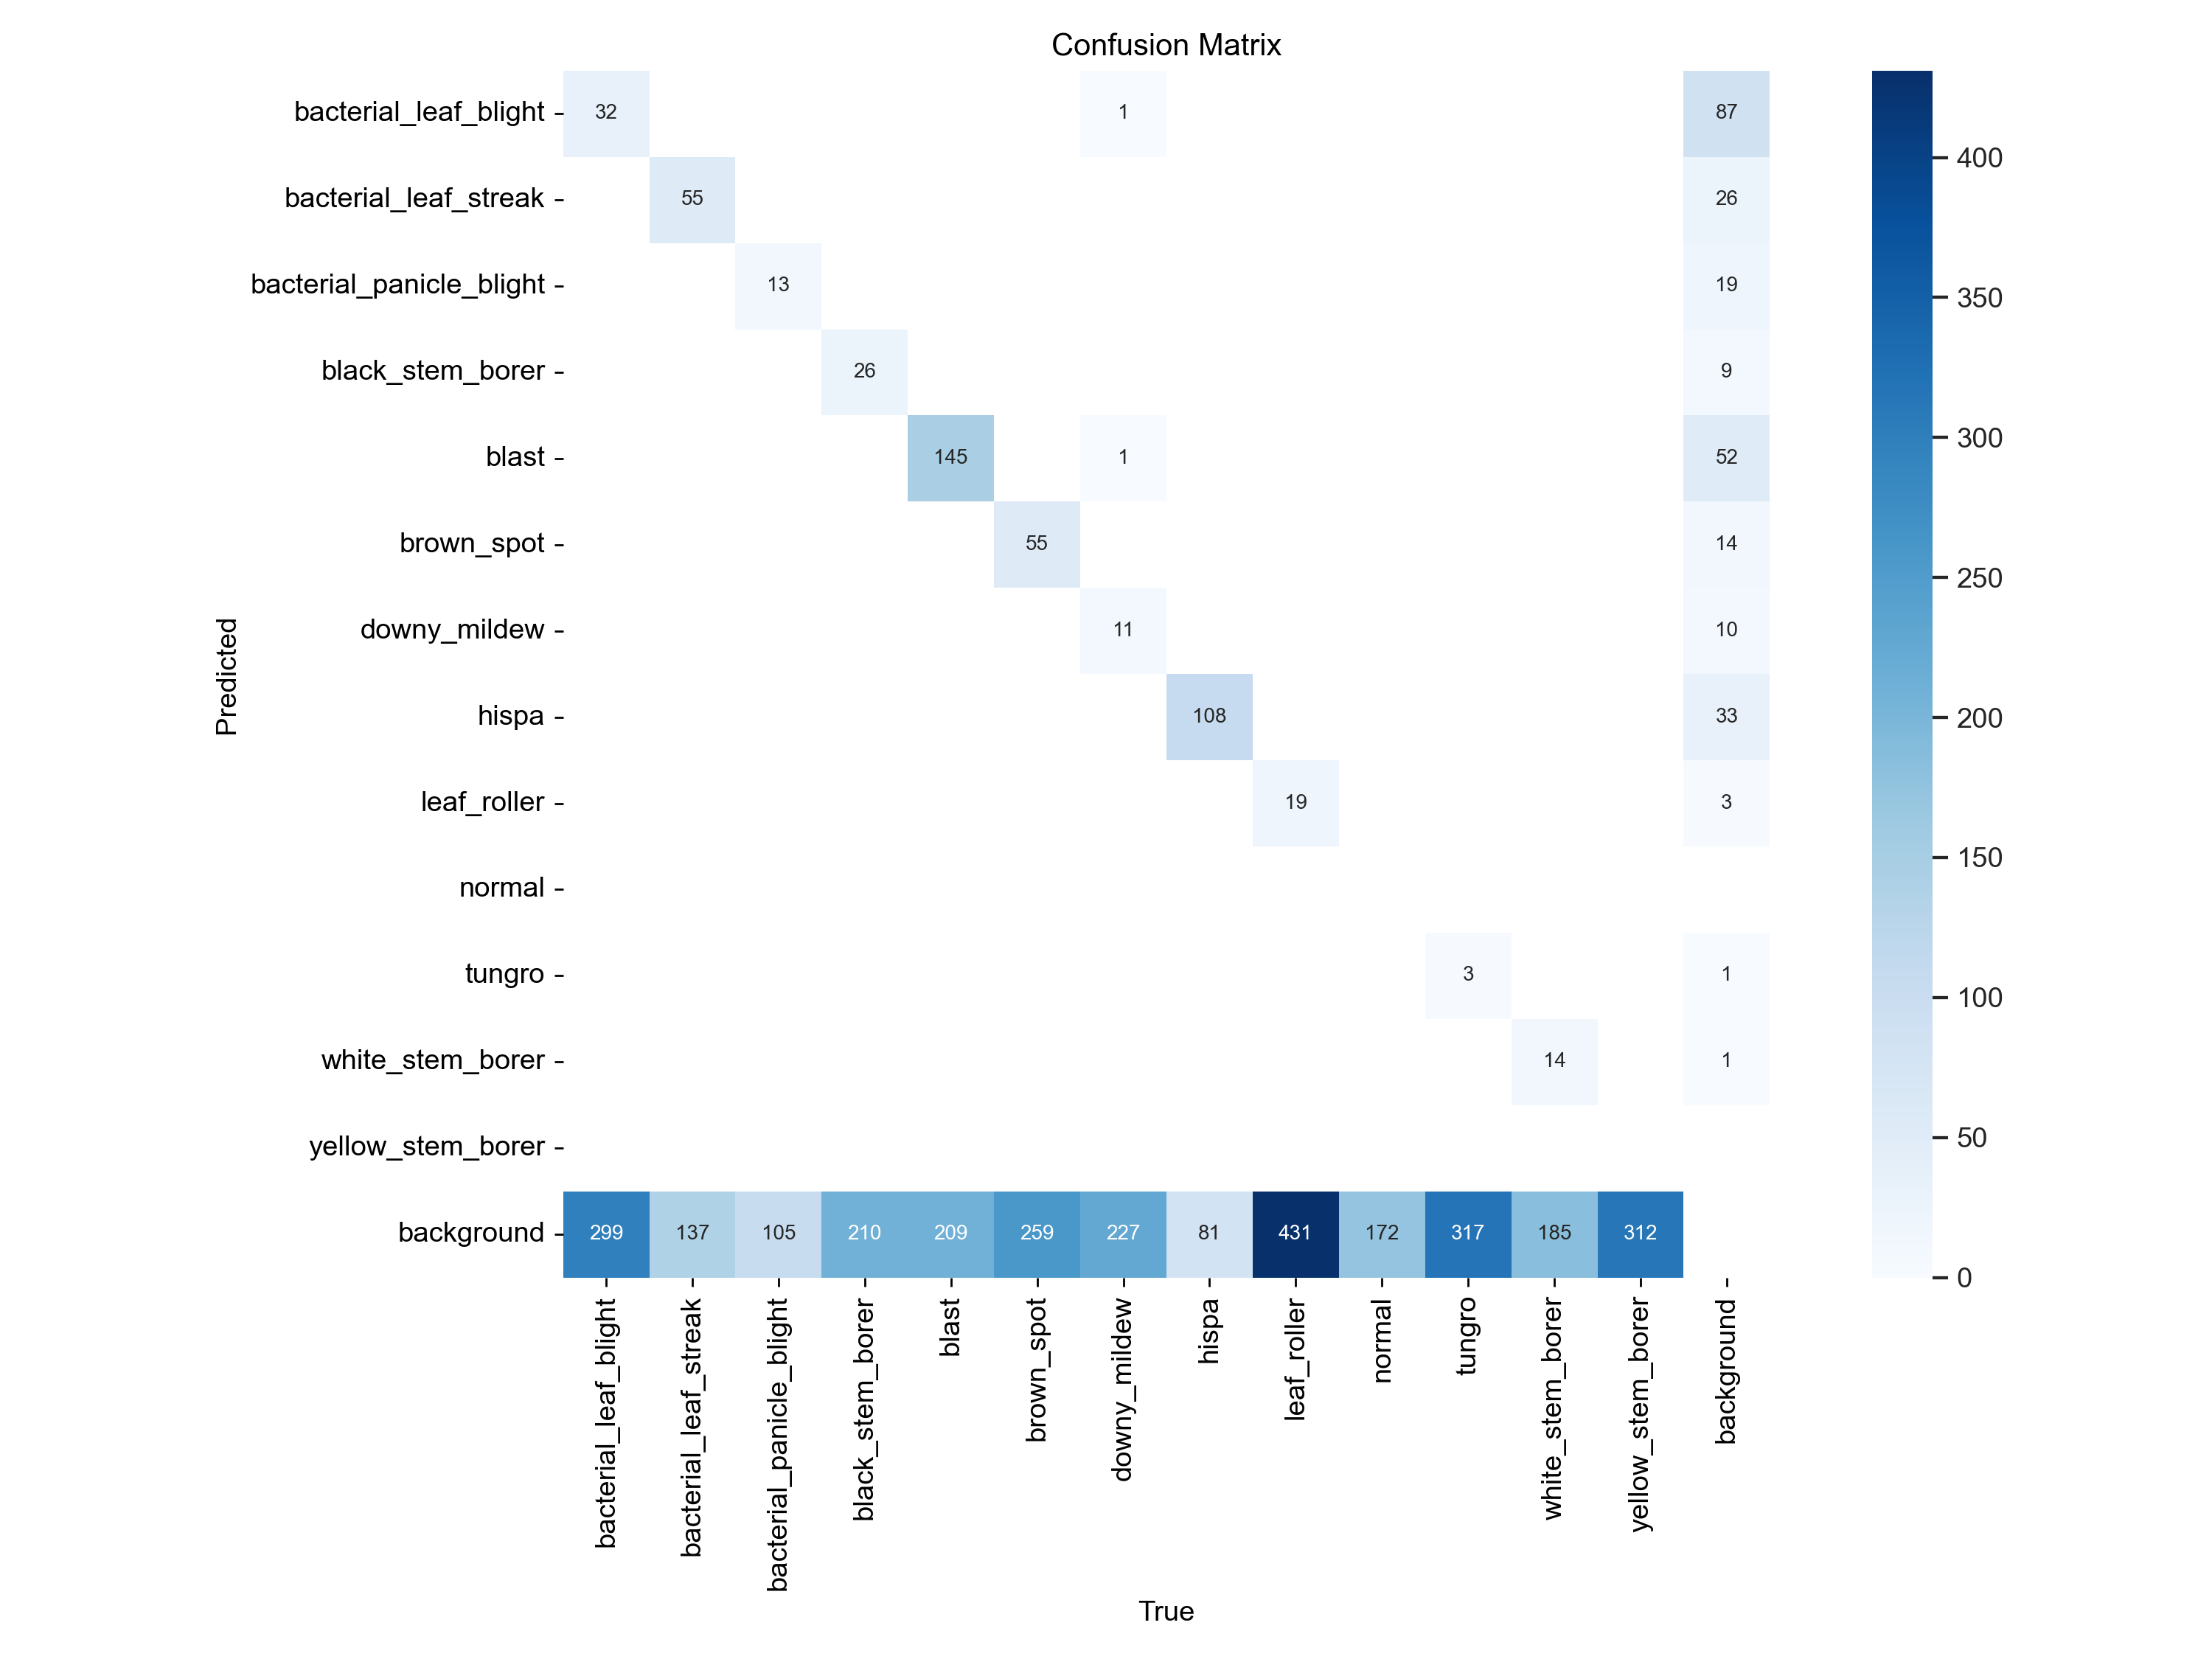 Confusion Matrix
bacterial_leaf_blight 32 1 87
400
bacterial_leaf_streak 55 26
bacterial_panicle_blight 13 19
350
black_stem_borer 26 9
300
blast 145 1 52
brown_spot 55 14
250
downy_mildew 11 10
Predicted
hispa 108 33
200
leaf_roller 19 3
150
normal
tungro 3 1
100
white_stem_borer 14 1
50
yellow_stem_borer
background 299 137 105 210 209 259 227 81 431 172 317 185 312
0
bacterial_leaf_blight
bacterial_leaf_streak
bacterial_panicle_blight
black_stem_borer
blast
brown_spot
downy_mildew
hispa
leaf_roller
normal
tungro
white_stem_borer
yellow_stem_borer
background
True